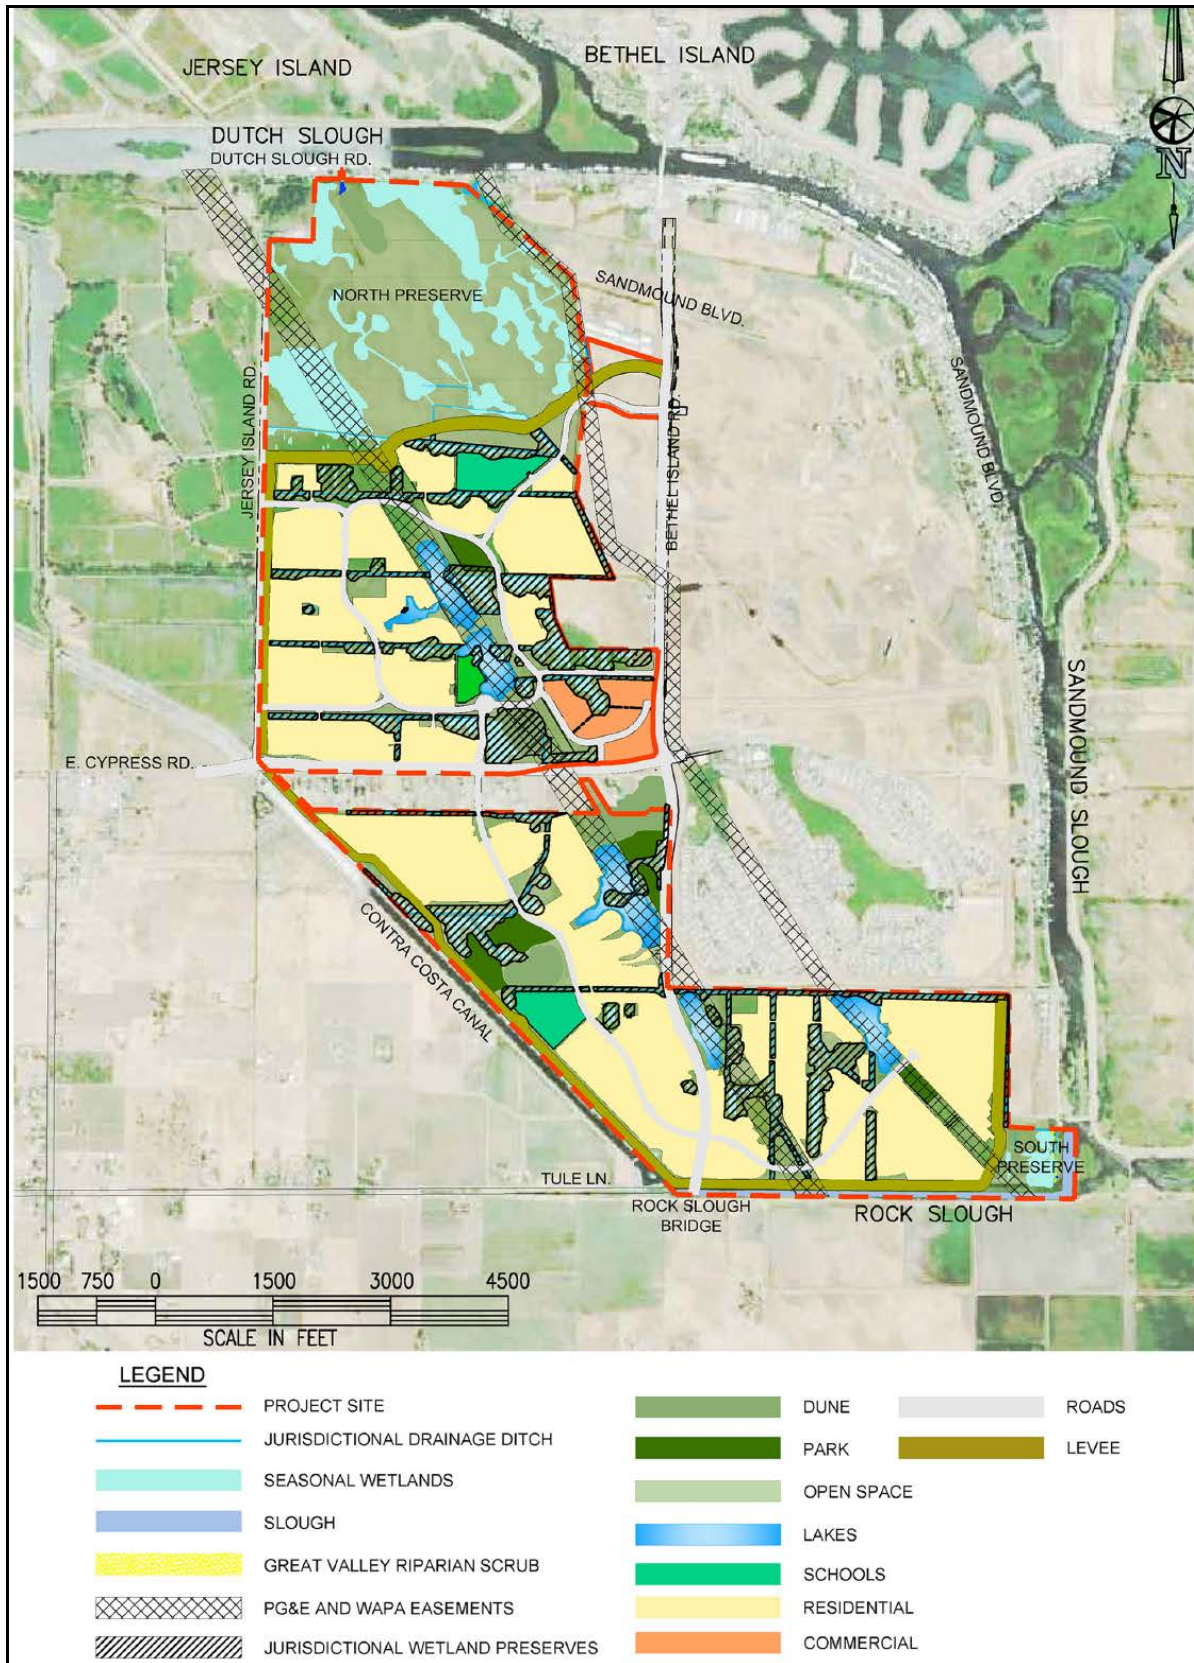 JERSEY ISLAND
BETHEL ISLAND
DUTCH SLOUGH
DUTCH SLOUGH RD.
N
NORTH PRESERVE
SANDMOUND BLVD.
JERSEY ISLAND RD.
BETHEL ISLAND RD.
SANDMOUND BLVD.
SANDMOUND SLOUGH
E. CYPRESS RD.
CONTRA COSTA CANAL
SOUTH
PRESERVE
TULE LN.
ROCK SLOUGH
BRIDGE
ROCK SLOUGH
1500 750 0 1500 3000 4500
SCALE IN FEET
LEGEND
PROJECT SITE
JURISDICTIONAL DRAINAGE DITCH
SEASONAL WETLANDS
SLOUGH
GREAT VALLEY RIPARIAN SCRUB
PG&E AND WAPA EASEMENTS
JURISDICTIONAL WETLAND PRESERVES
DUNE
PARK
OPEN SPACE
LAKES
SCHOOLS
RESIDENTIAL
COMMERCIAL
ROADS
LEVEE